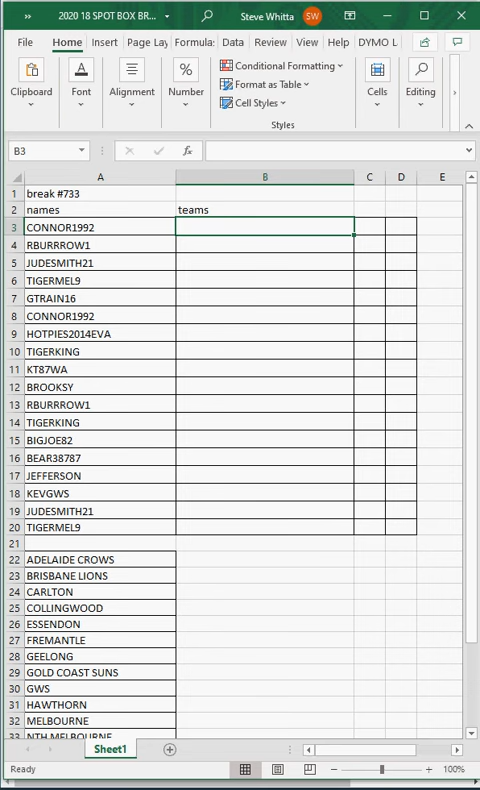 2020 18 SPOT BOX BR... Steve Whitta SW
File Home Insert Page Lay Formula: Data Review View Help DYMO L
Clipboard Font Alignment Number Conditional Formatting Format as Table Cell Styles Styles Cells Editing
B3 fx
A B C D E
1 break #733
2 names teams
3 CONNOR1992
4 RBURRROW1
5 JUDESMITH21
6 TIGERMEL9
7 GTRAIN16
8 CONNOR1992
9 HOTPIES2014EVA
10 TIGERKING
11 KT87WA
12 BROOKSY
13 RBURRROW1
14 TIGERKING
15 BIGJOE82
16 BEAR38787
17 JEFFERSON
18 KEVGWS
19 JUDESMITH21
20 TIGERMEL9
21
22 ADELAIDE CROWS
23 BRISBANE LIONS
24 CARLTON
25 COLLINGWOOD
26 ESSENDON
27 FREMANTLE
28 GEELONG
29 GOLD COAST SUNS
30 GWS
31 HAWTHORN
32 MELBOURNE
33 NTH MELBOURNE
Sheet1
Ready 100%